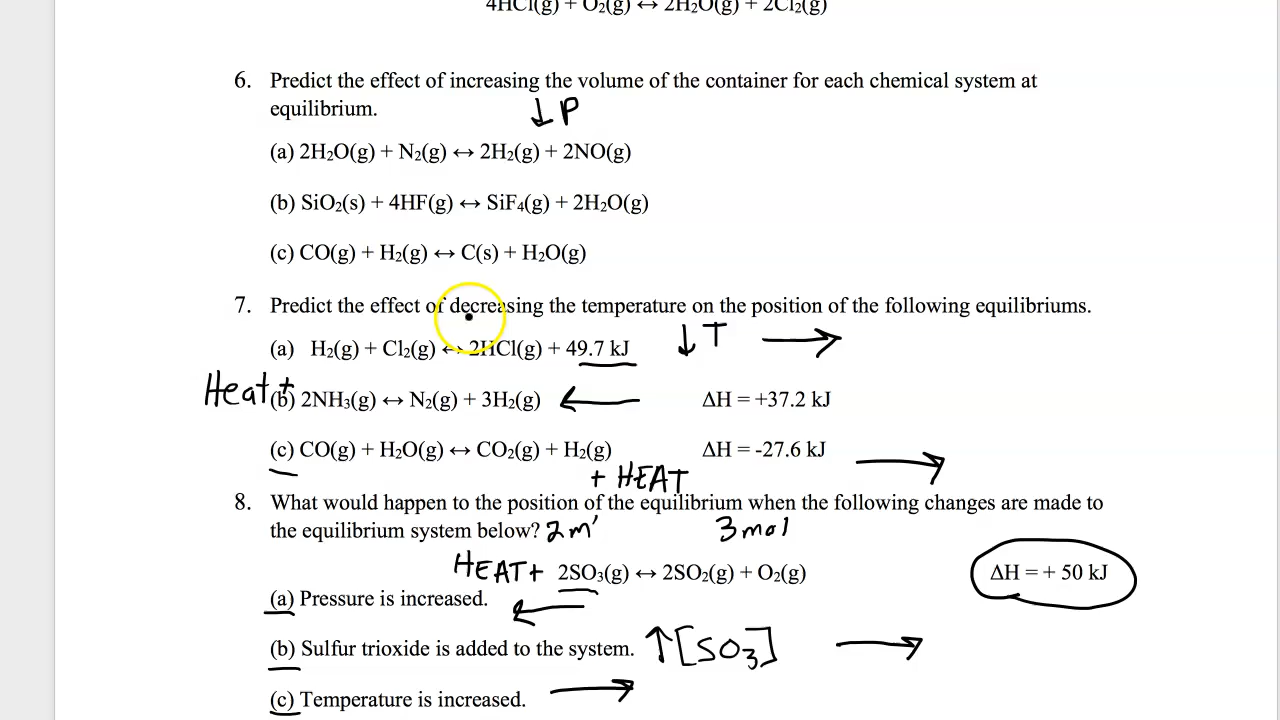 4HCl(g) + O₂(g) ↔ 2H₂O(g) + 2Cl₂(g)
6. Predict the effect of increasing the volume of the container for each chemical system at
equilibrium.
↓ P
(a) 2H₂O(g) + N₂(g) ↔ 2H₂(g) + 2NO(g)
(b) SiO₂(s) + 4HF(g) ↔ SiF₄(g) + 2H₂O(g)
(c) CO(g) + H₂(g) ↔ C(s) + H₂O(g)
7. Predict the effect of decreasing the temperature on the position of the following equilibriums.
(a) H₂(g) + Cl₂(g) ↔ 2HCl(g) + 49.7 kJ ↓ T →
Heat + (b) 2NH₃(g) ↔ N₂(g) + 3H₂(g) ← ΔH = +37.2 kJ
(c) CO(g) + H₂O(g) ↔ CO₂(g) + H₂(g) ΔH = -27.6 kJ →
+ HEAT
8. What would happen to the position of the equilibrium when the following changes are made to
the equilibrium system below? 2 m' 3 mol
HEAT + 2SO₃(g) ↔ 2SO₂(g) + O₂(g) ΔH = + 50 kJ
(a) Pressure is increased. ←
(b) Sulfur trioxide is added to the system. ↑[SO₃] →
(c) Temperature is increased. →